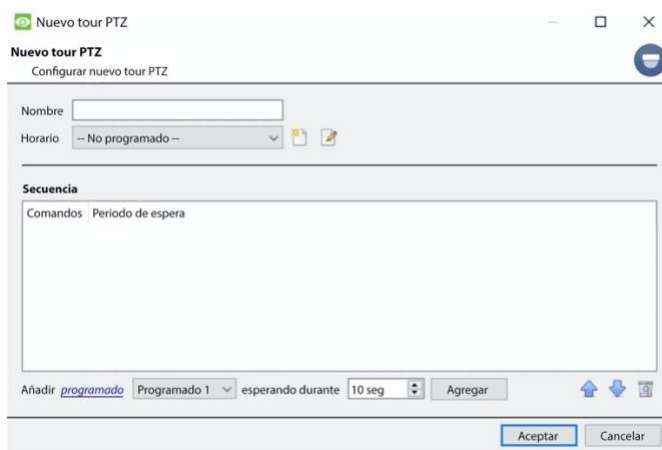 Nuevo tour PTZ
Nuevo tour PTZ
Configurar nuevo tour PTZ
Nombre
Horario -- No programado --
Secuencia
Comandos Periodo de espera
Añadir programado Programado 1 esperando durante 10 seg Agregar
Aceptar Cancelar